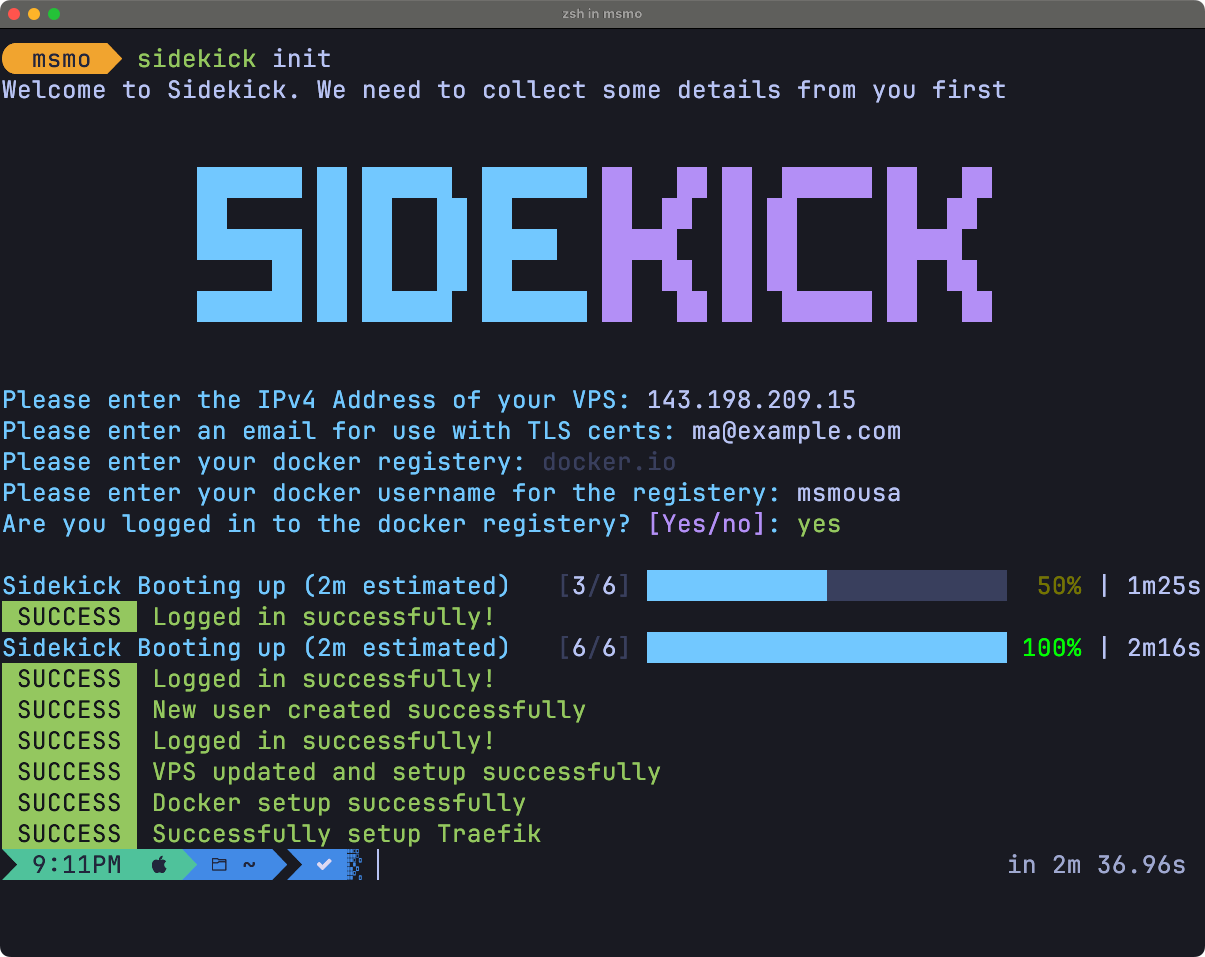 zsh in msmo
msmo sidekick init
Welcome to Sidekick. We need to collect some details from you first
SIDEKICK
Please enter the IPv4 Address of your VPS: 143.198.209.15
Please enter an email for use with TLS certs: ma@example.com
Please enter your docker registery: docker.io
Please enter your docker username for the registery: msmousa
Are you logged in to the docker registery? [Yes/no]: yes
Sidekick Booting up (2m estimated) [3/6] 50% | 1m25s
SUCCESS Logged in successfully!
Sidekick Booting up (2m estimated) [6/6] 100% | 2m16s
SUCCESS Logged in successfully!
SUCCESS New user created successfully
SUCCESS Logged in successfully!
SUCCESS VPS updated and setup successfully
SUCCESS Docker setup successfully
SUCCESS Successfully setup Traefik
9:11PM ~ in 2m 36.96s